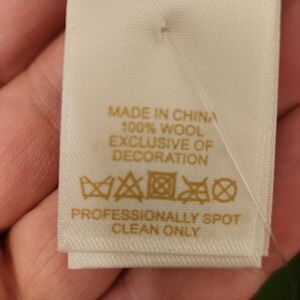 MADE IN CHINA
100% WOOL
EXCLUSIVE OF
DECORATION
PROFESSIONALLY SPOT
CLEAN ONLY